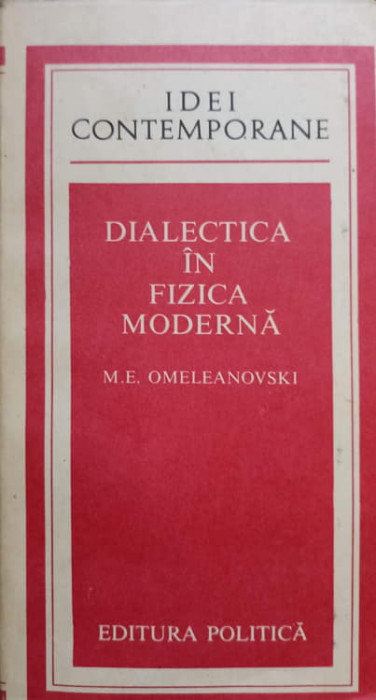 IDEI
CONTEMPORANE
DIALECTICA
ÎN
FIZICA
MODERNĂ
M.E. OMELEANOVSKI
EDITURA POLITICĂ